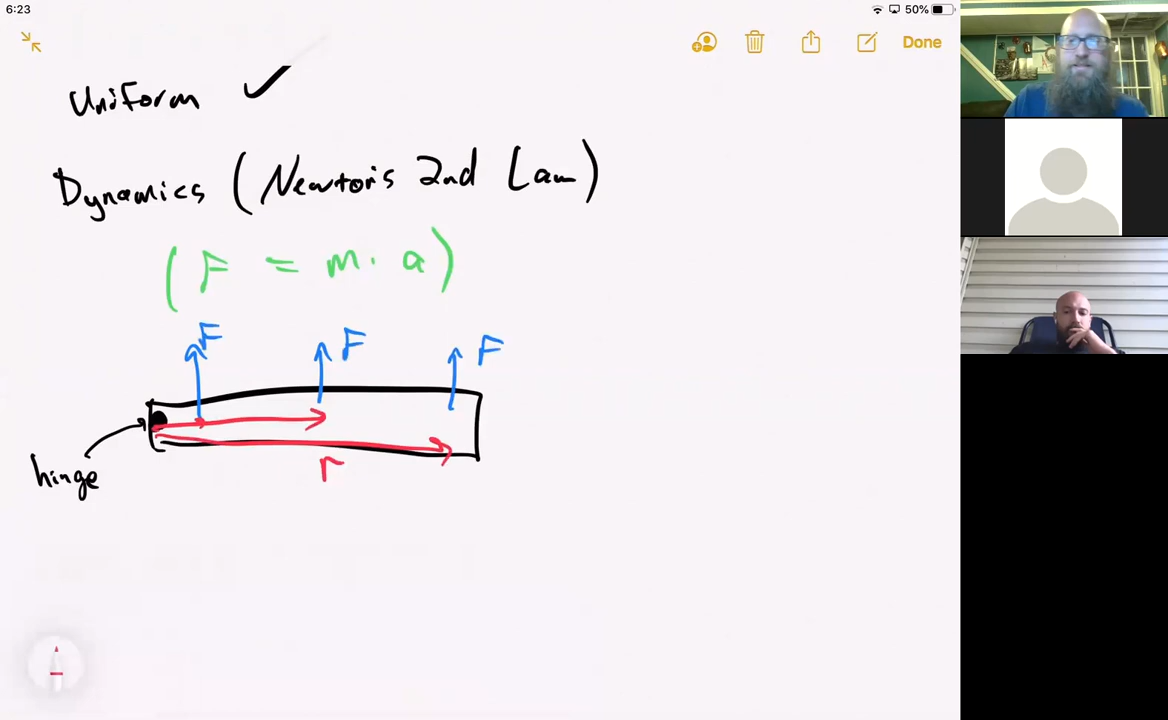 6:23
50%
Done
Uniform ✓
Dynamics (Newton's 2nd Law)
(F = m · a)
F F F
hinge
r